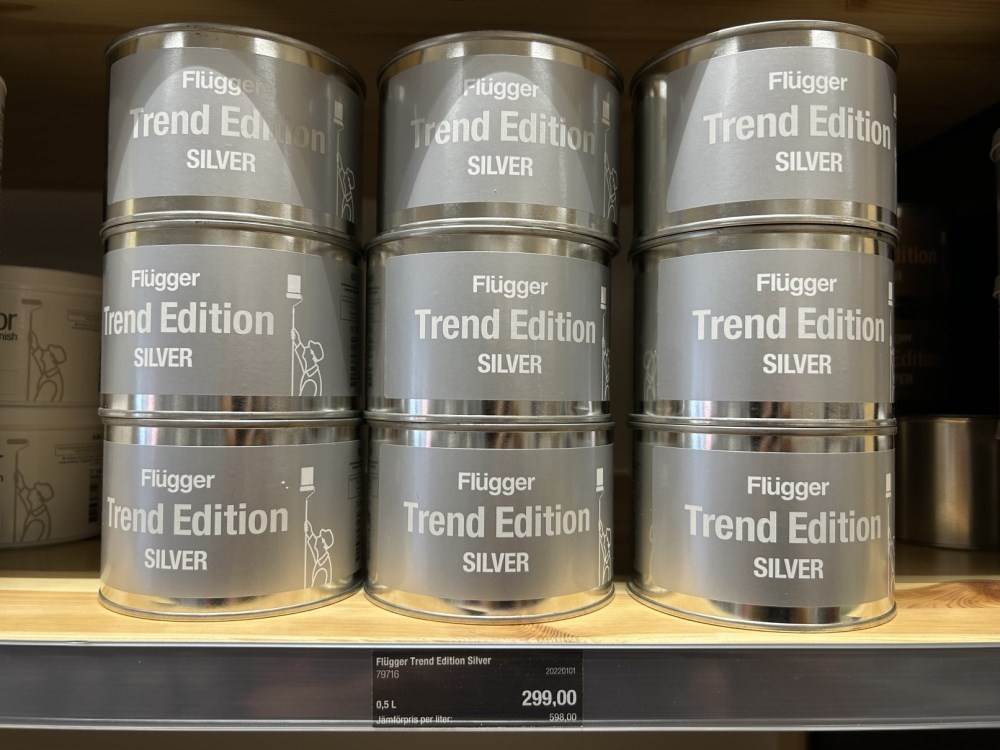 Flügger
Trend Edition
SILVER
Flügger
Trend Edition
SILVER
Flügger
Trend Edition
SILVER
Flügger
Trend Edition
SILVER
Flügger
Trend Edition
SILVER
Flügger
Trend Edition
SILVER
Flügger
Trend Edition
SILVER
Flügger
Trend Edition
SILVER
Flügger
Trend Edition
SILVER
Flügger Trend Edition Silver
79716 20220101
0,5 L 299,00
Jämförpris per liter: 598,00